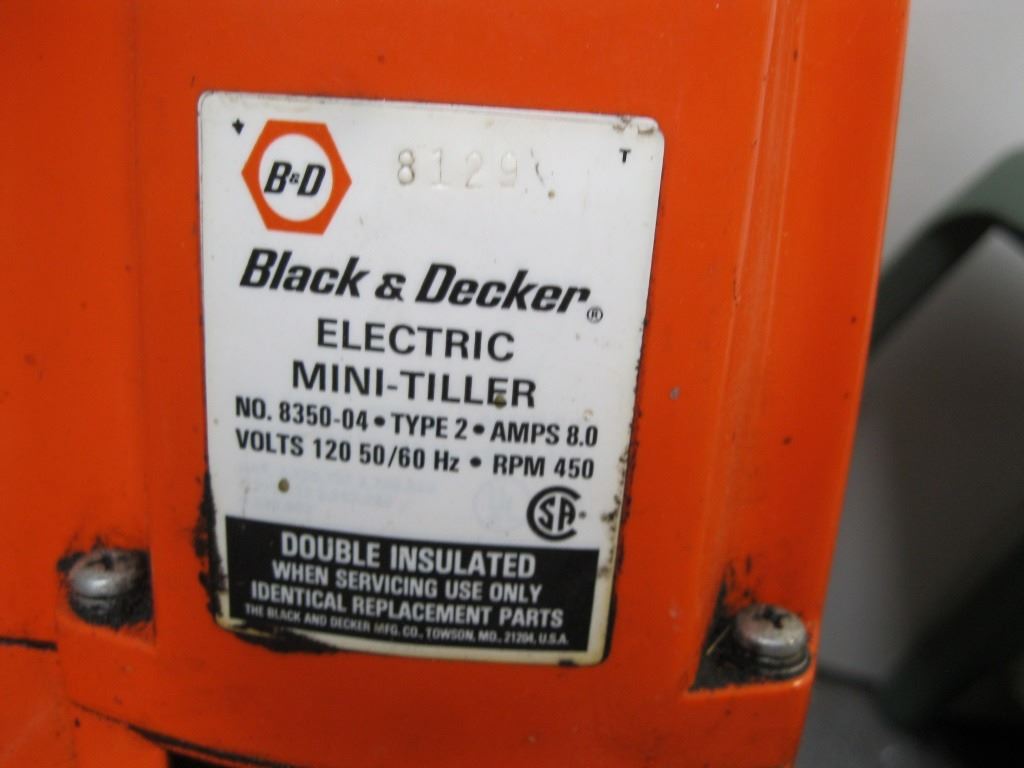 B&D
8129
T
Black & Decker®
ELECTRIC
MINI-TILLER
NO. 8350-04 • TYPE 2 • AMPS 8.0
VOLTS 120 50/60 Hz • RPM 450
CSA
DOUBLE INSULATED
WHEN SERVICING USE ONLY
IDENTICAL REPLACEMENT PARTS
THE BLACK AND DECKER MFG. CO., TOWSON, MD., 21204, U.S.A.